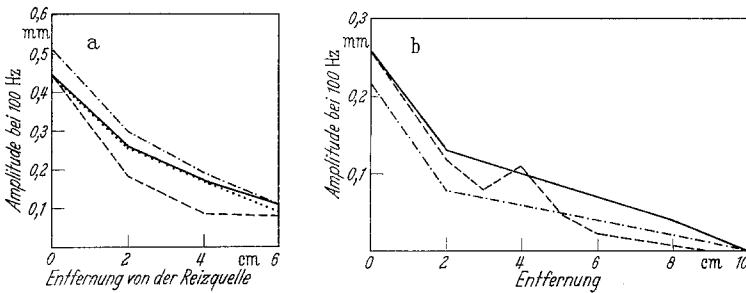 0,6
mm
0,5
0,4
0,3
0,2
0,1
a
Amplitude bei 100 Hz
0 2 4 cm 6
Entfernung von der Reizquelle
0,3
mm
0,2
0,1
b
Amplitude bei 100 Hz
0 2 4 6 8 cm 10
Entfernung